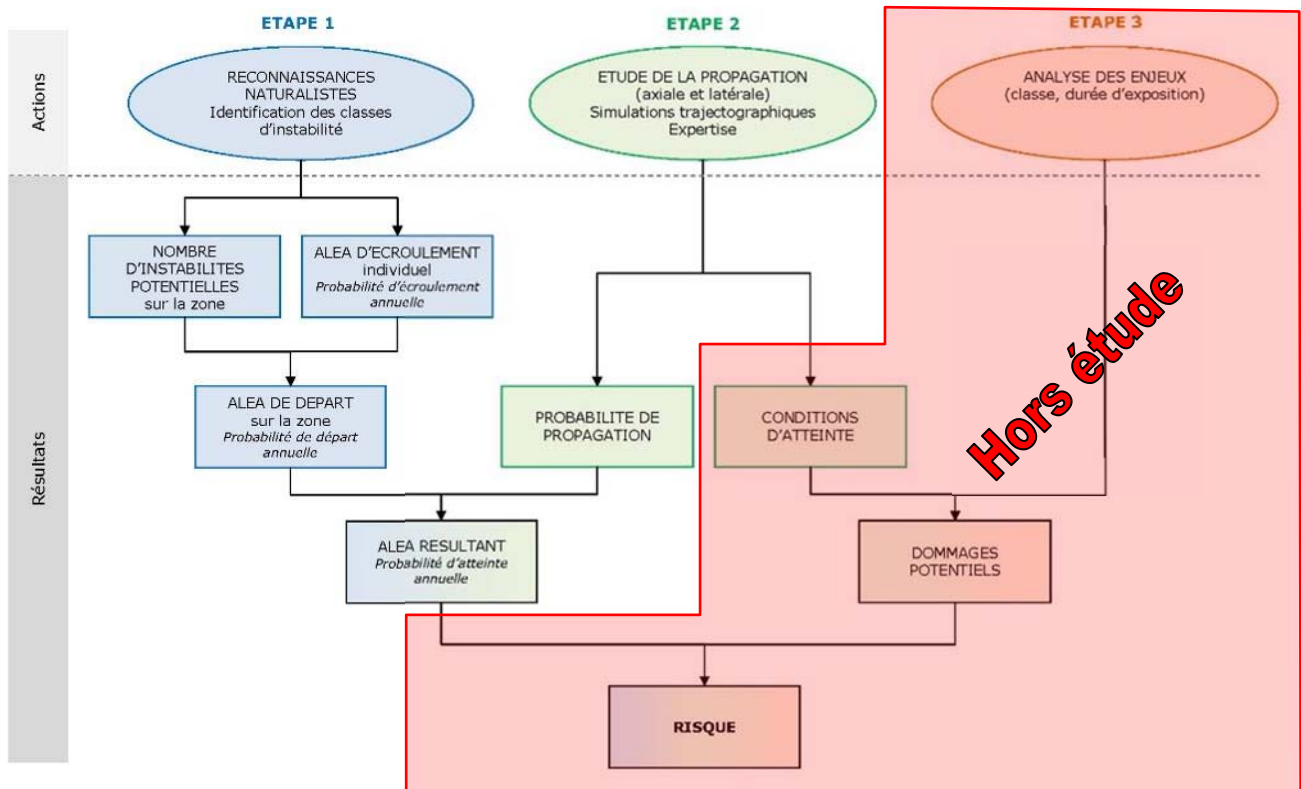 ETAPE 1
ETAPE 2
ETAPE 3
Actions
RECONNAISSANCES
NATURALISTES
Identification des classes
d'instabilité
ETUDE DE LA PROPAGATION
(axiale et latérale)
Simulations trajectographiques
Expertise
ANALYSE DES ENJEUX
(classe, durée d'exposition)
Résultats
NOMBRE
D'INSTABILITES
POTENTIELLES
sur la zone
ALEA D'ECROULEMENT
individuel
Probabilité d'écroulement
annuelle
Hors étude
ALEA DE DEPART
sur la zone
Probabilité de départ
annuelle
PROBABILITE DE
PROPAGATION
CONDITIONS
D'ATTEINTE
ALEA RESULTANT
Probabilité d'atteinte
annuelle
DOMMAGES
POTENTIELS
RISQUE